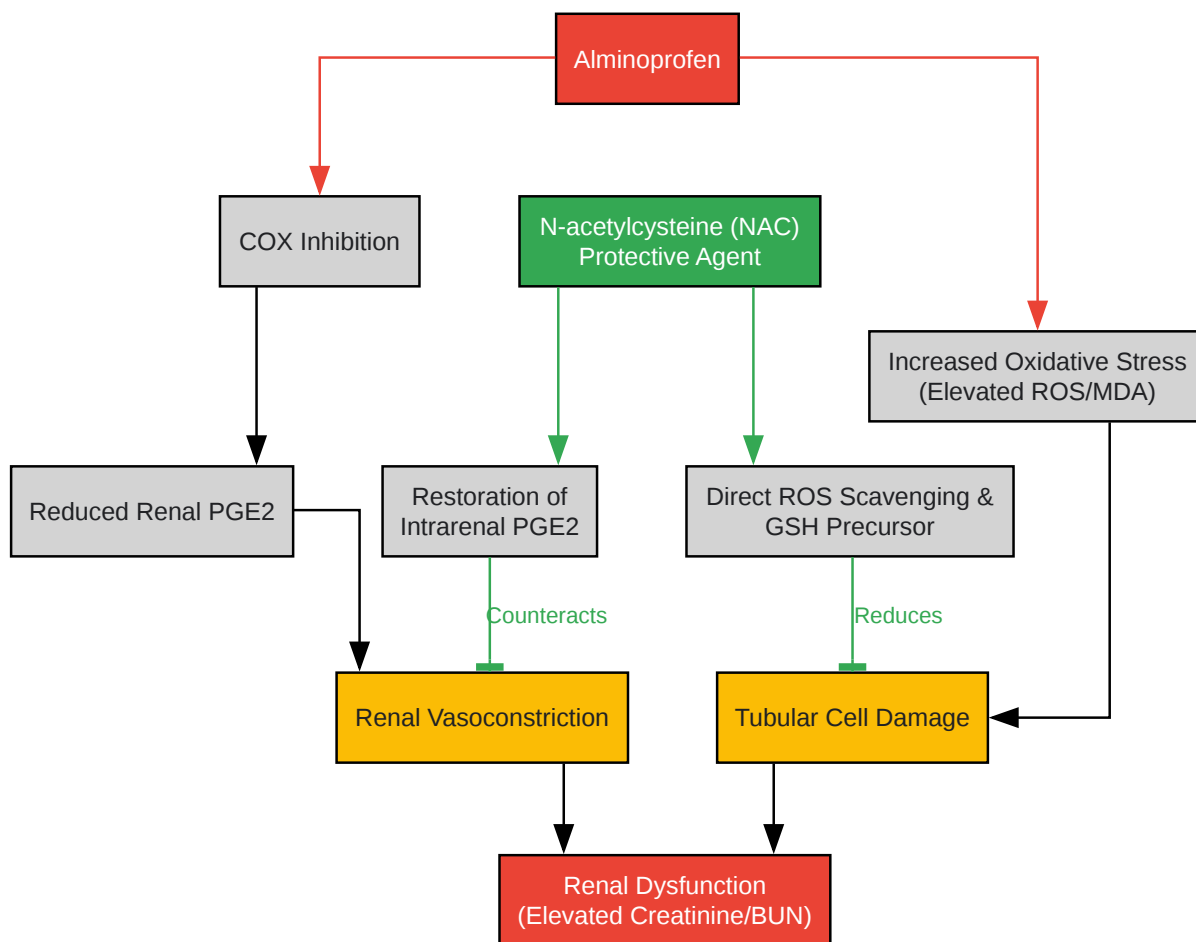 Alminoprofen
COX Inhibition
N-acetylcysteine (NAC)
Protective Agent
Increased Oxidative Stress
(Elevated ROS/MDA)
Reduced Renal PGE2
Restoration of
Intrarenal PGE2
Direct ROS Scavenging &
GSH Precursor
Counteracts
Reduces
Renal Vasoconstriction
Tubular Cell Damage
Renal Dysfunction
(Elevated Creatinine/BUN)